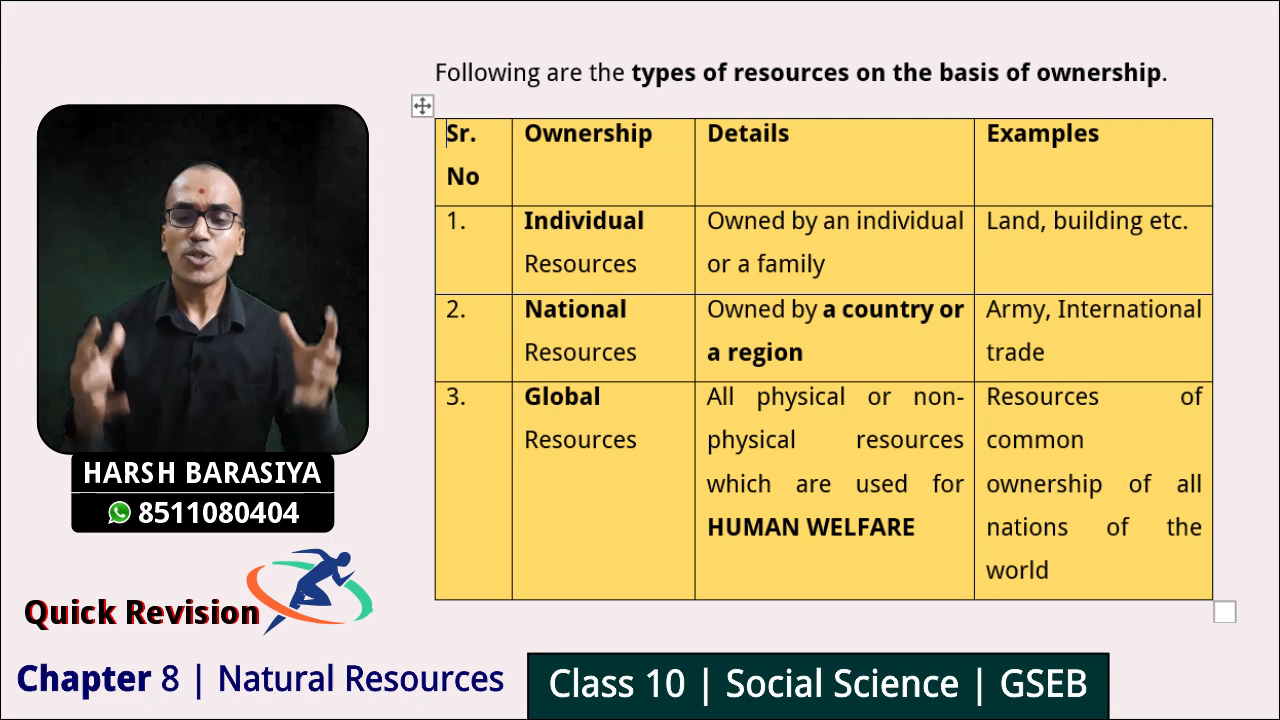 Following are the types of resources on the basis of ownership.
Sr. No
Ownership
Details
Examples
1.
Individual
Resources
Owned by an individual
or a family
Land, building etc.
2.
National
Resources
Owned by a country or
a region
Army, International
trade
3.
Global
Resources
All physical or non-
physical resources
which are used for
HUMAN WELFARE
Resources of
common
ownership of all
nations of the
world
HARSH BARASIYA
8511080404
Quick Revision
Chapter 8 | Natural Resources
Class 10 | Social Science | GSEB